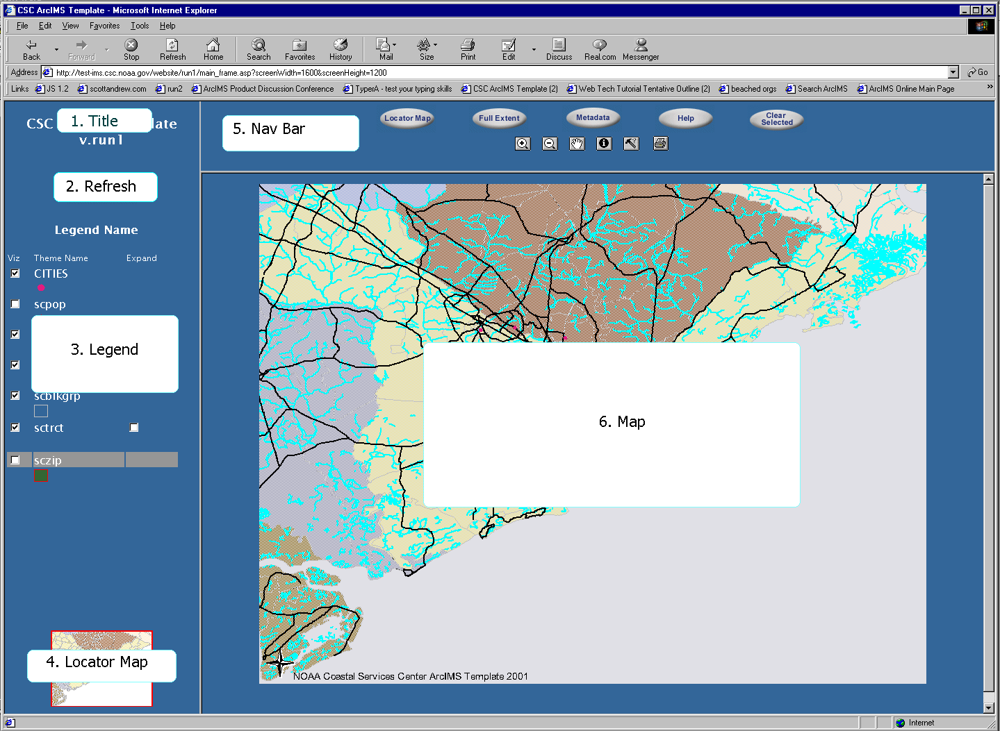 CSC ArcIMS Template - Microsoft Internet Explorer
File Edit View Favorites Tools Help
Back Forward Stop Refresh Home Search Favorites History Mail Size Print Edit Discuss Real.com Messenger
Address http://test-ims.csc.noaa.gov/website/run1/main_frame.asp?screenWidth=1600&screenHeight=1200 Go
Links JS 1.2 scottandrew.com run2 ArcIMS Product Discussion Conference TyperA - test your typing skills CSC ArcIMS Template (2) Web Tech Tutorial Tentative Outline (2) beached orgs Search ArcIMS ArcIMS Online Main Page »
CSC 1. Title late
v.run1
2. Refresh
Legend Name
Viz Theme Name Expand
CITIES
scpop
3. Legend
scblkgrp
sctrct
sczip
4. Locator Map
5. Nav Bar
Locator Map Full Extent Metadata Help Clear Selected
6. Map
NOAA Coastal Services Center ArcIMS Template 2001
Internet